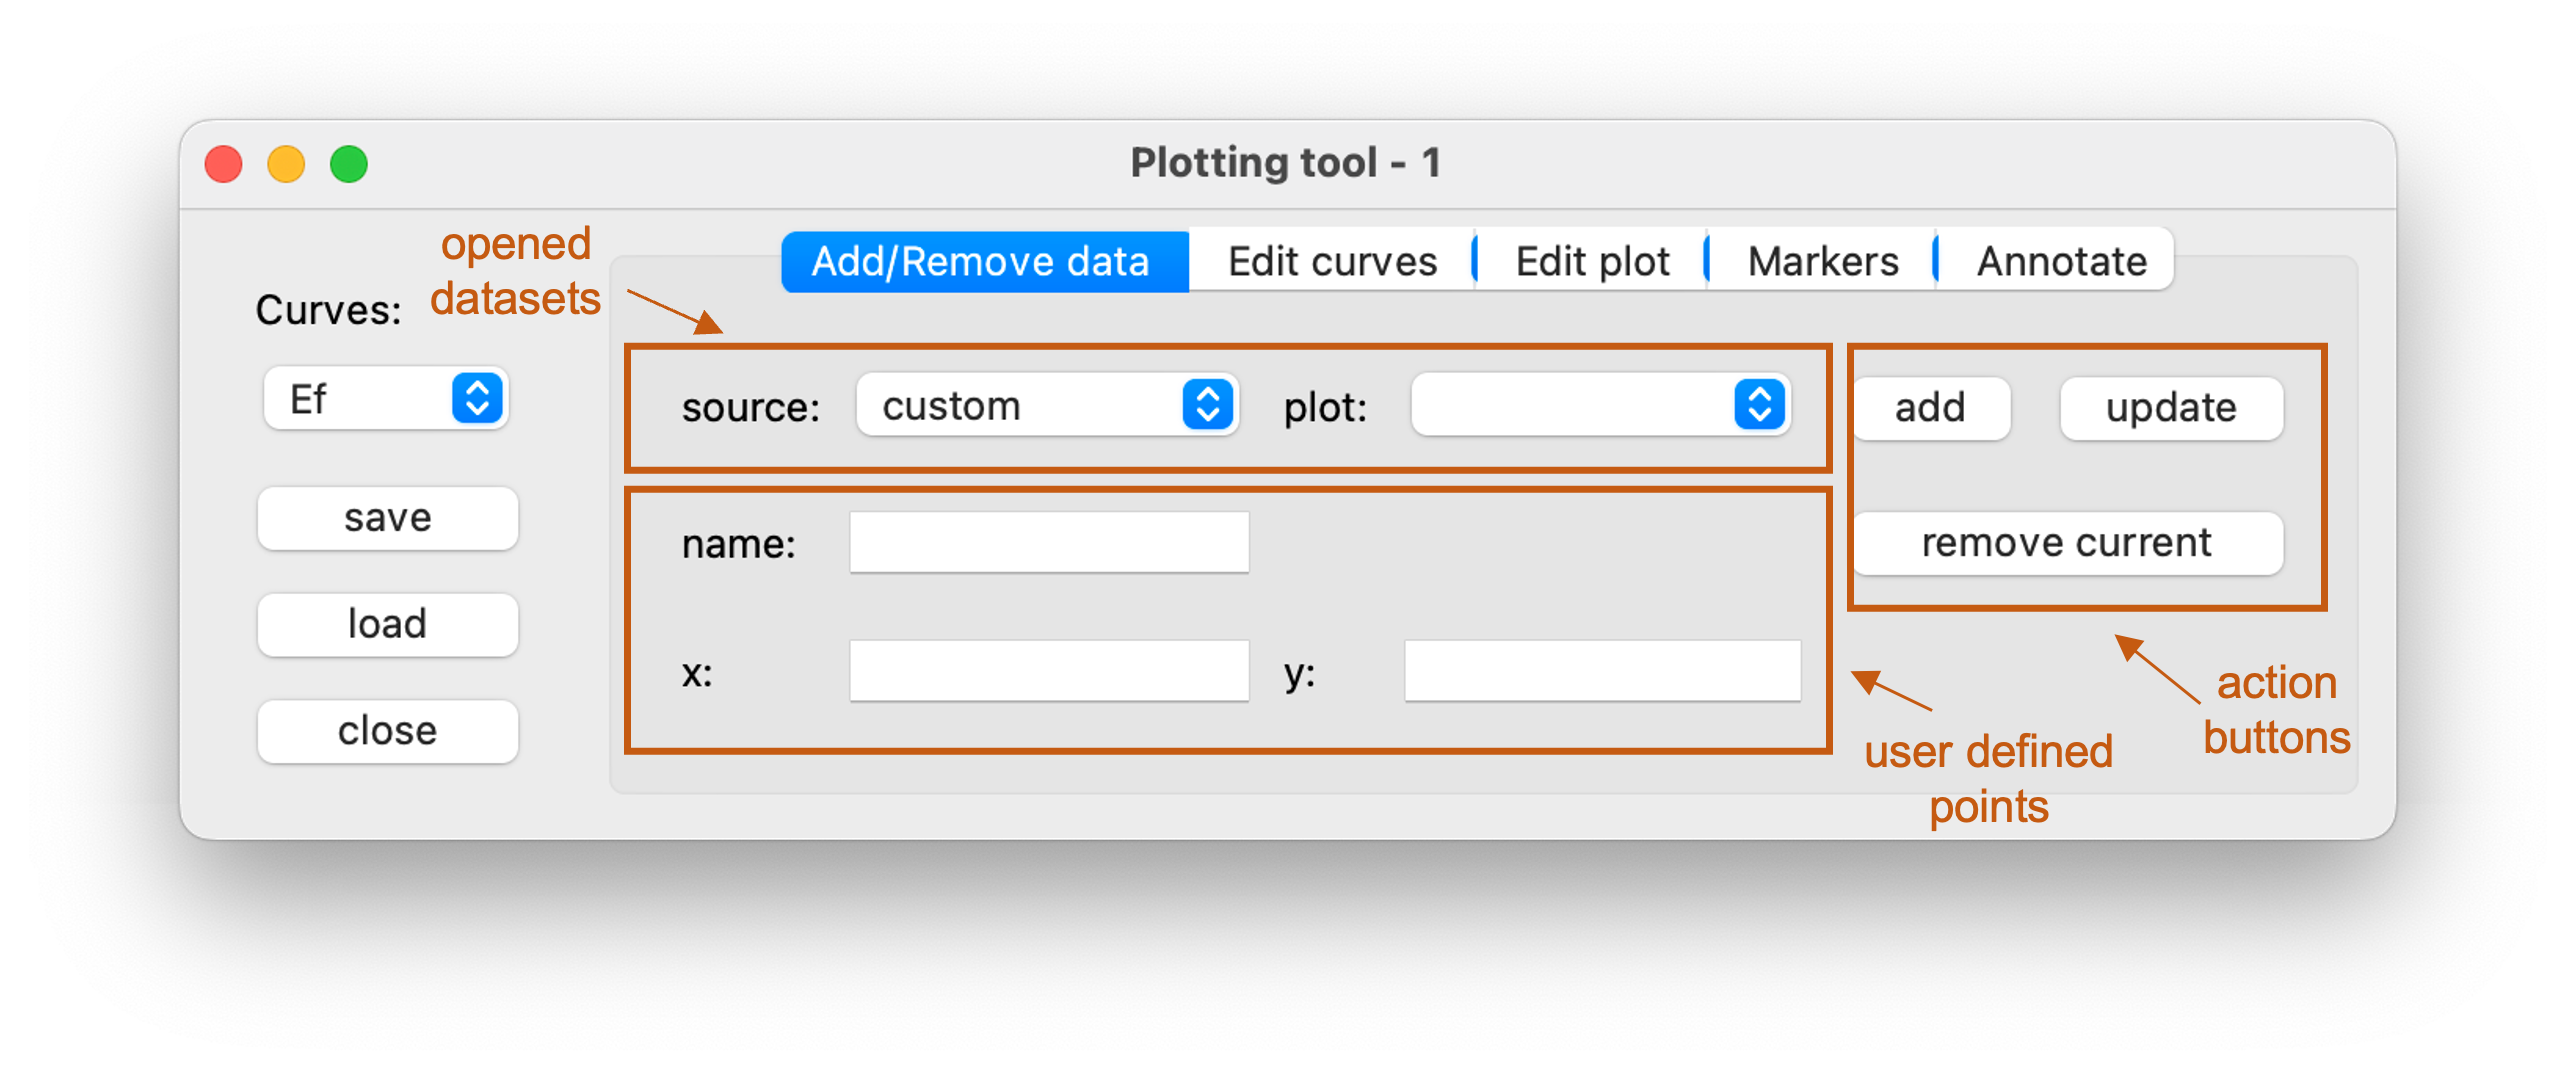 Plotting tool - 1
opened
datasets
Add/Remove data
Edit curves
Edit plot
Markers
Annotate
Curves:
Ef
save
load
close
source:
custom
plot:
add
update
name:
remove current
x:
y:
user defined
points
action
buttons